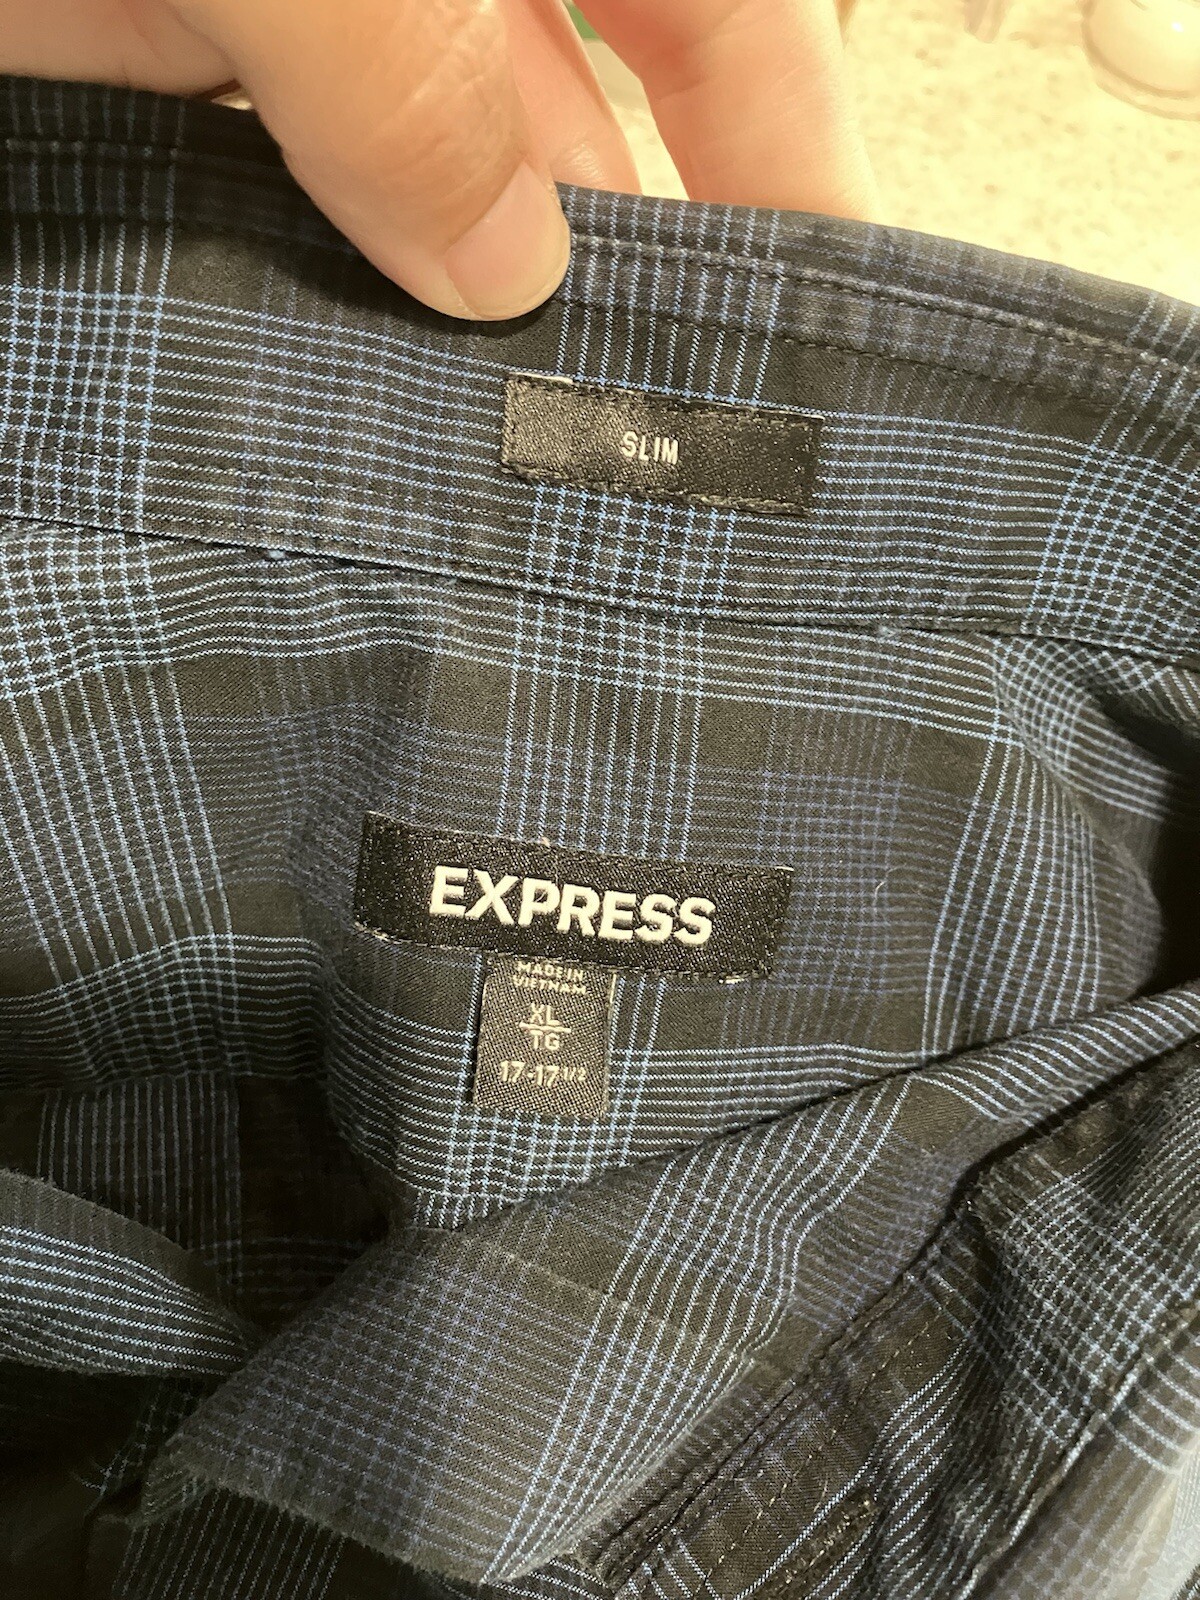 SLIM
EXPRESS
MADE IN
VIETNAM
XL
TG
17-17 1/2